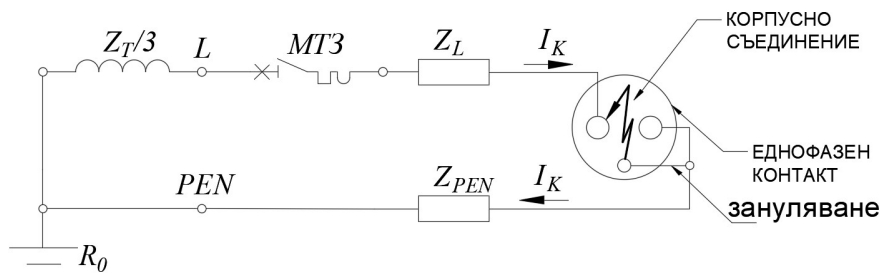 Z_T/3
L
МТЗ
Z_L
I_K
КОРПУСНО
СЪЕДИНЕНИЕ
ЕДНОФАЗЕН
КОНТАКТ
PEN
Z_PEN
I_K
зануляване
R_0